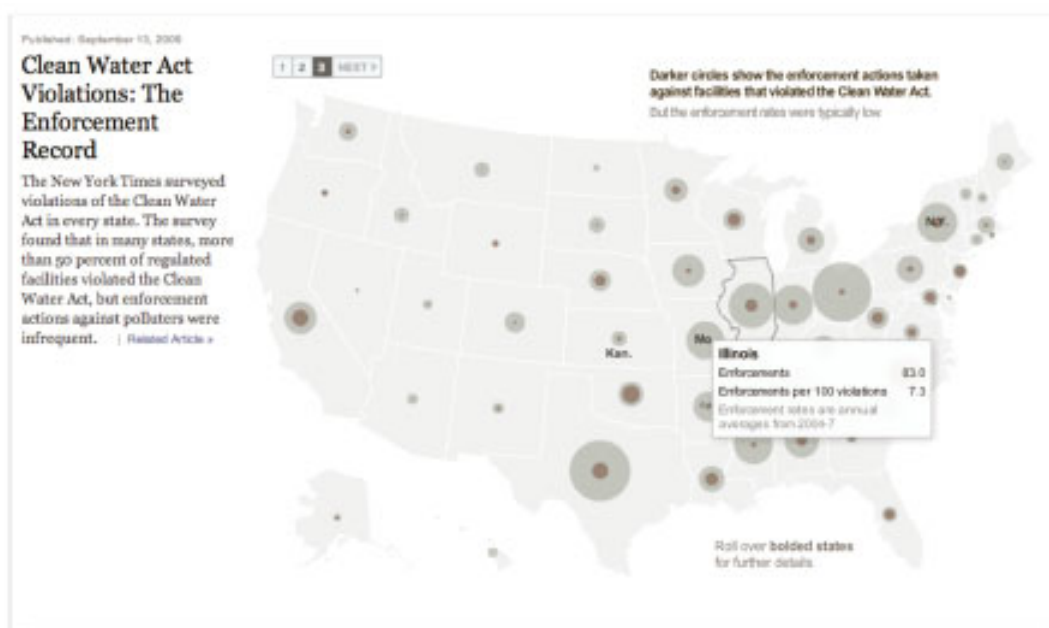 Published: September 13, 2009
Clean Water Act
Violations: The
Enforcement
Record
The New York Times surveyed
violations of the Clean Water
Act in every state. The survey
found that in many states, more
than 50 percent of regulated
facilities violated the Clean
Water Act, but enforcement
actions against polluters were
infrequent. | Related Article »
1 2 3 NEXT >
Darker circles show the enforcement actions taken
against facilities that violated the Clean Water Act.
But the enforcement rates were typically low.
N.Y.
Kan.
Mo.
Illinois
Enforcements 83.0
Enforcements per 100 violations 7.3
Enforcement rates are annual
averages from 2004-7
Roll over bolded states
for further details